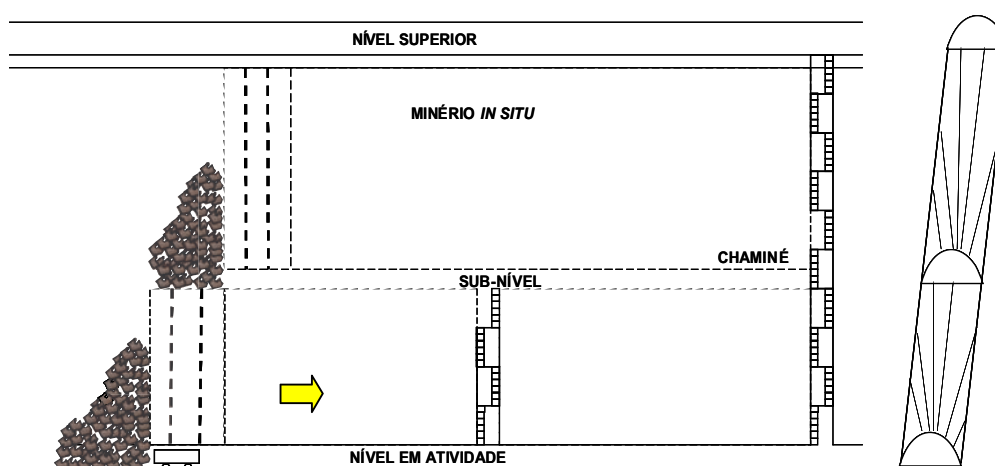 NÍVEL SUPERIOR
MINÉRIO IN SITU
CHAMINÉ
SUB-NÍVEL
NÍVEL EM ATIVIDADE